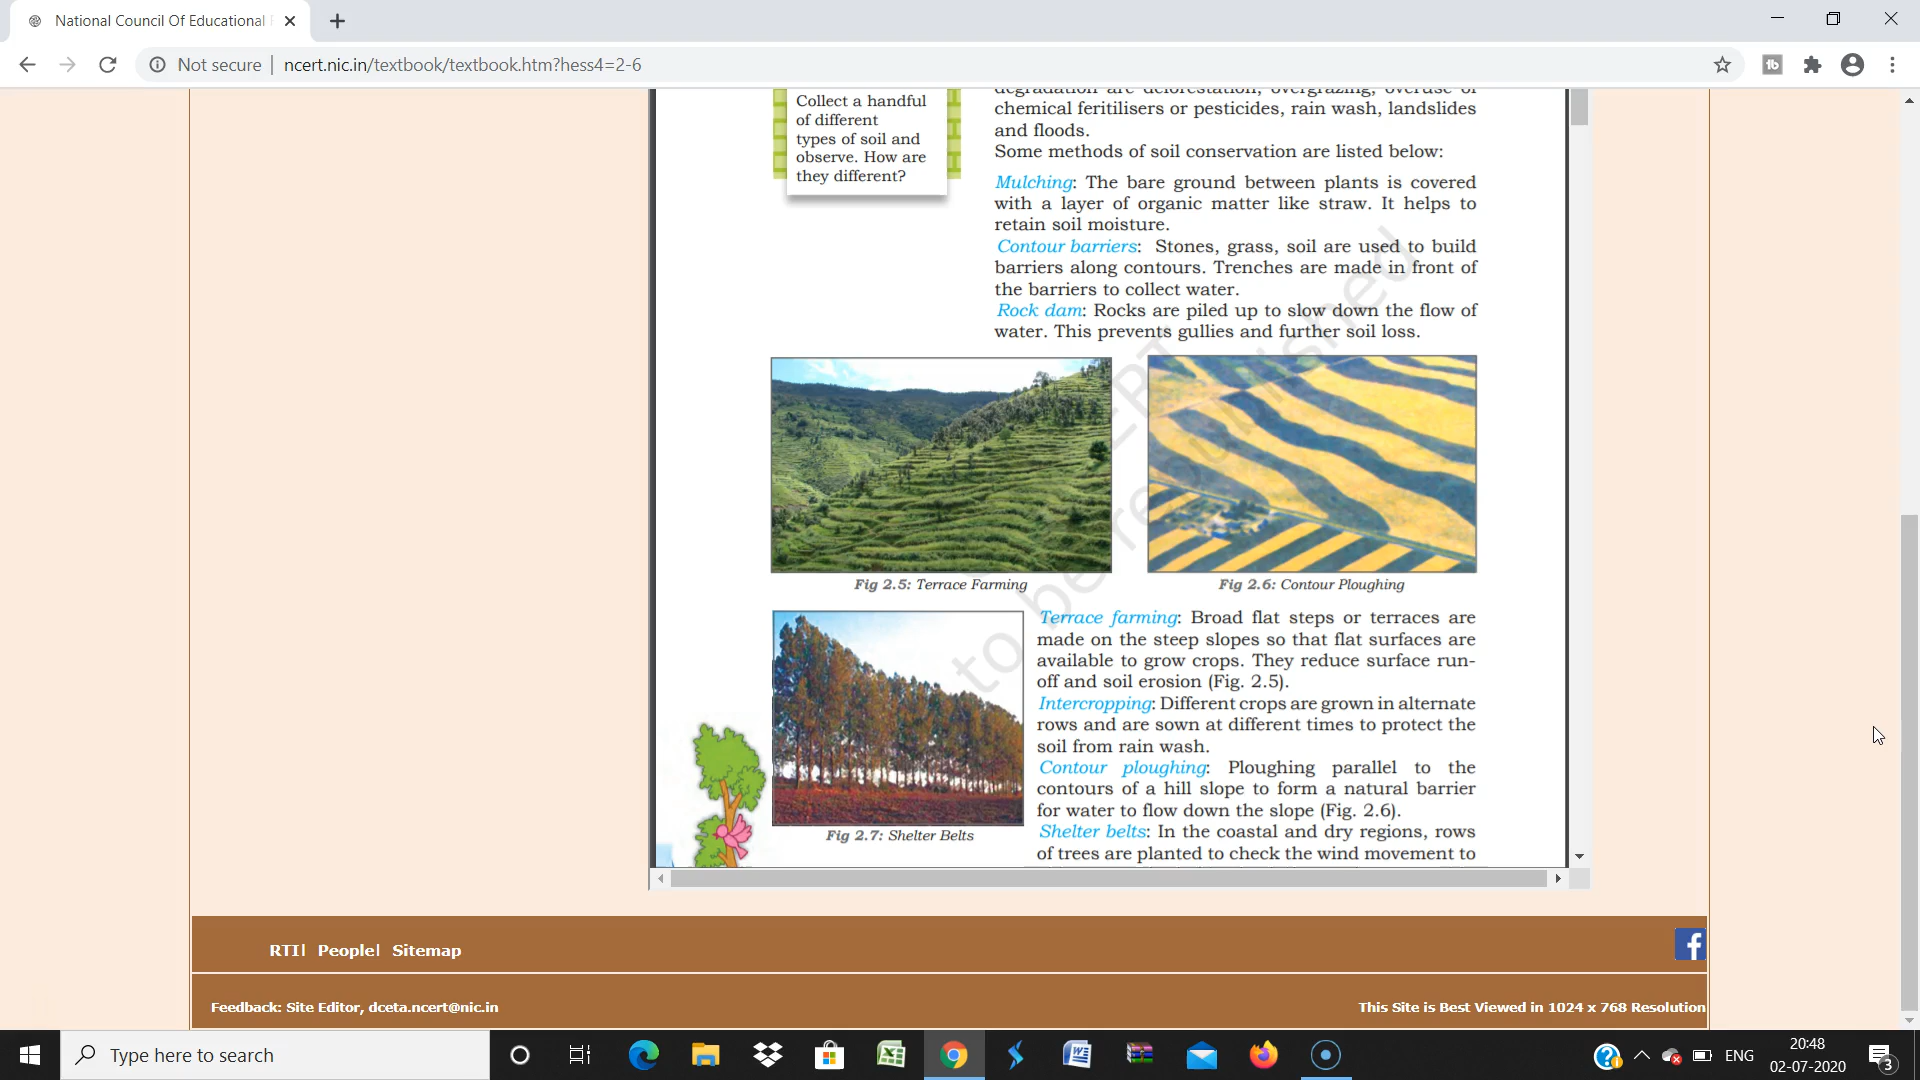 National Council Of Educational
Not secure
ncert.nic.in/textbook/textbook.htm?hess4=2-6
Collect a handful
of different
types of soil and
observe. How are
they different?
degradation are deforestation, overgrazing, overuse of
chemical feritilisers or pesticides, rain wash, landslides
and floods.
Some methods of soil conservation are listed below:
Mulching: The bare ground between plants is covered
with a layer of organic matter like straw. It helps to
retain soil moisture.
Contour barriers: Stones, grass, soil are used to build
barriers along contours. Trenches are made in front of
the barriers to collect water.
Rock dam: Rocks are piled up to slow down the flow of
water. This prevents gullies and further soil loss.
Fig 2.5: Terrace Farming
Fig 2.6: Contour Ploughing
Terrace farming: Broad flat steps or terraces are
made on the steep slopes so that flat surfaces are
available to grow crops. They reduce surface run-
off and soil erosion (Fig. 2.5).
Intercropping: Different crops are grown in alternate
rows and are sown at different times to protect the
soil from rain wash.
Contour ploughing: Ploughing parallel to the
contours of a hill slope to form a natural barrier
for water to flow down the slope (Fig. 2.6).
Shelter belts: In the coastal and dry regions, rows
of trees are planted to check the wind movement to
Fig 2.7: Shelter Belts
to be republished
RTI| People| Sitemap
Feedback: Site Editor, dceta.ncert@nic.in
This Site is Best Viewed in 1024 x 768 Resolution
Type here to search
ENG
20:48
02-07-2020
3